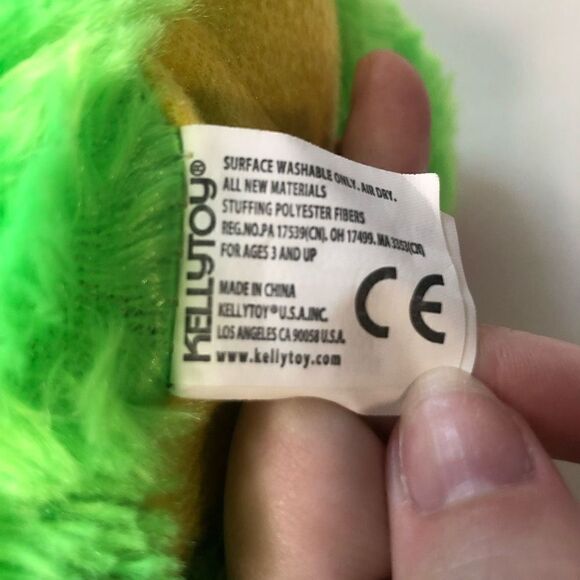 KELLYTOY®
SURFACE WASHABLE ONLY. AIR DRY.
ALL NEW MATERIALS
STUFFING POLYESTER FIBERS
REG.NO.PA 17539(CN). OH 17499. MA 3353(CN)
FOR AGES 3 AND UP
MADE IN CHINA
KELLYTOY® U.S.A.INC.
LOS ANGELES CA 90058 U.S.A.
www.kellytoy.com
CE